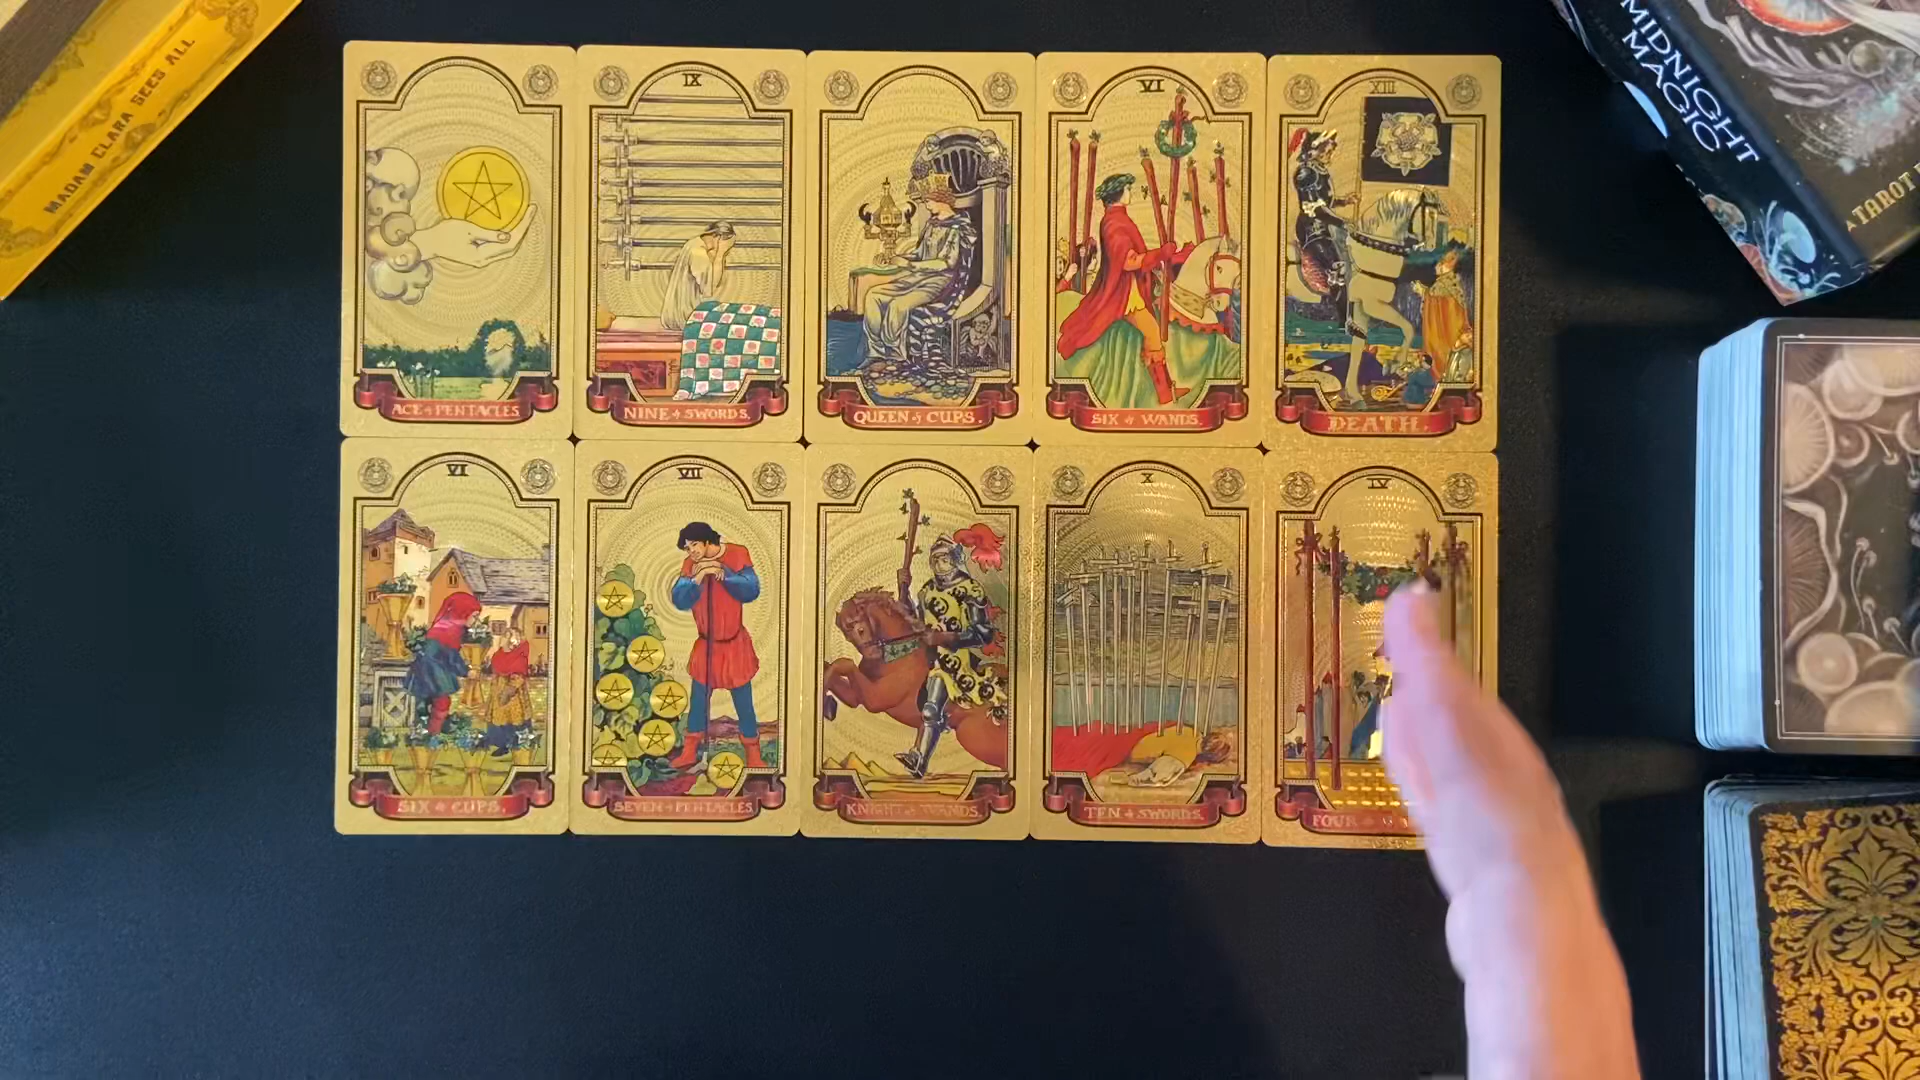 MADAM CLARA SEES ALL
MIDNIGHT
MAGIC
A TAROT
ACE of PENTACLES
IX
NINE of SWORDS.
QUEEN of CUPS.
VI
SIX of WANDS.
XIII
DEATH.
VI
SIX of CUPS.
VII
SEVEN of PENTACLES
KNIGHT of WANDS.
X
TEN of SWORDS.
IV
FOUR of